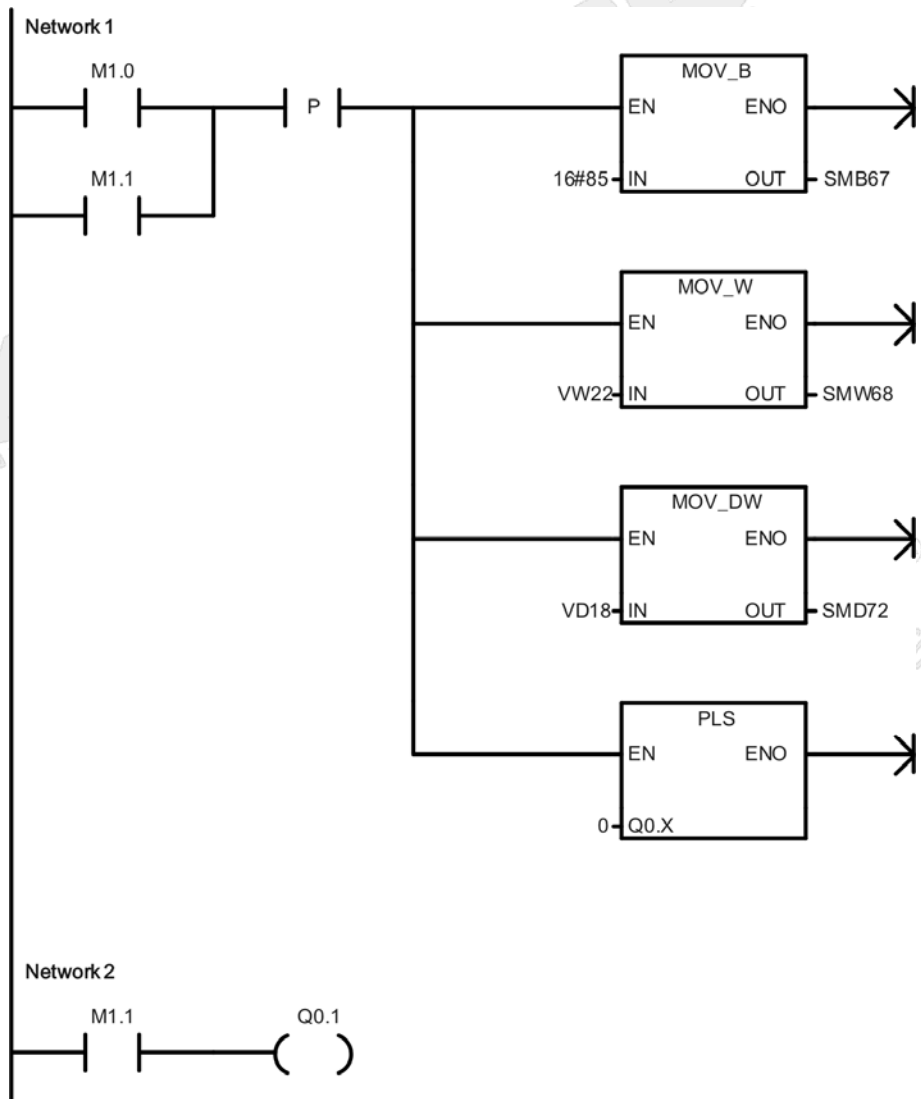 Network 1
M1.0
P
MOV_B
EN ENO
16#85 IN OUT SMB67
M1.1
MOV_W
EN ENO
VW22 IN OUT SMW68
MOV_DW
EN ENO
VD18 IN OUT SMD72
PLS
EN ENO
0 Q0.X
Network 2
M1.1 Q0.1